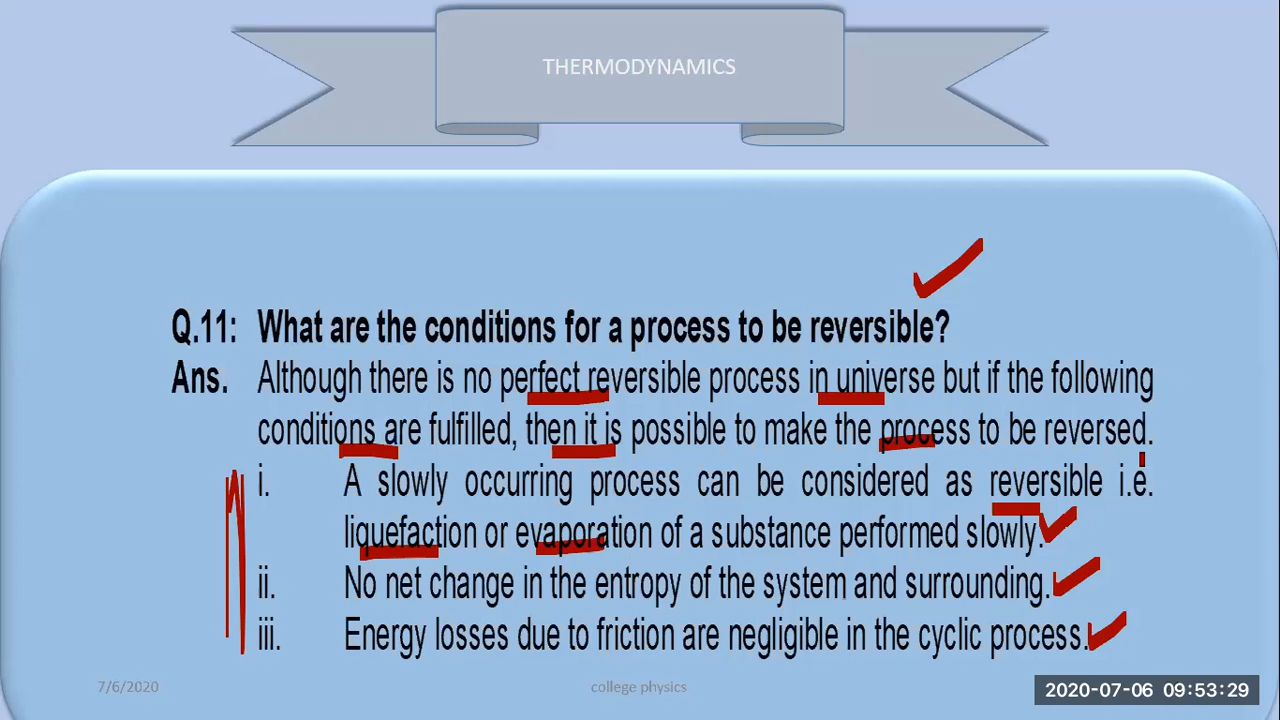 THERMODYNAMICS
Q.11: What are the conditions for a process to be reversible?
Ans. Although there is no perfect reversible process in universe but if the following
conditions are fulfilled, then it is possible to make the process to be reversed.
i. A slowly occurring process can be considered as reversible i.e.
liquefaction or evaporation of a substance performed slowly.
ii. No net change in the entropy of the system and surrounding.
iii. Energy losses due to friction are negligible in the cyclic process.
7/6/2020 college physics 2020-07-06 09:53:29